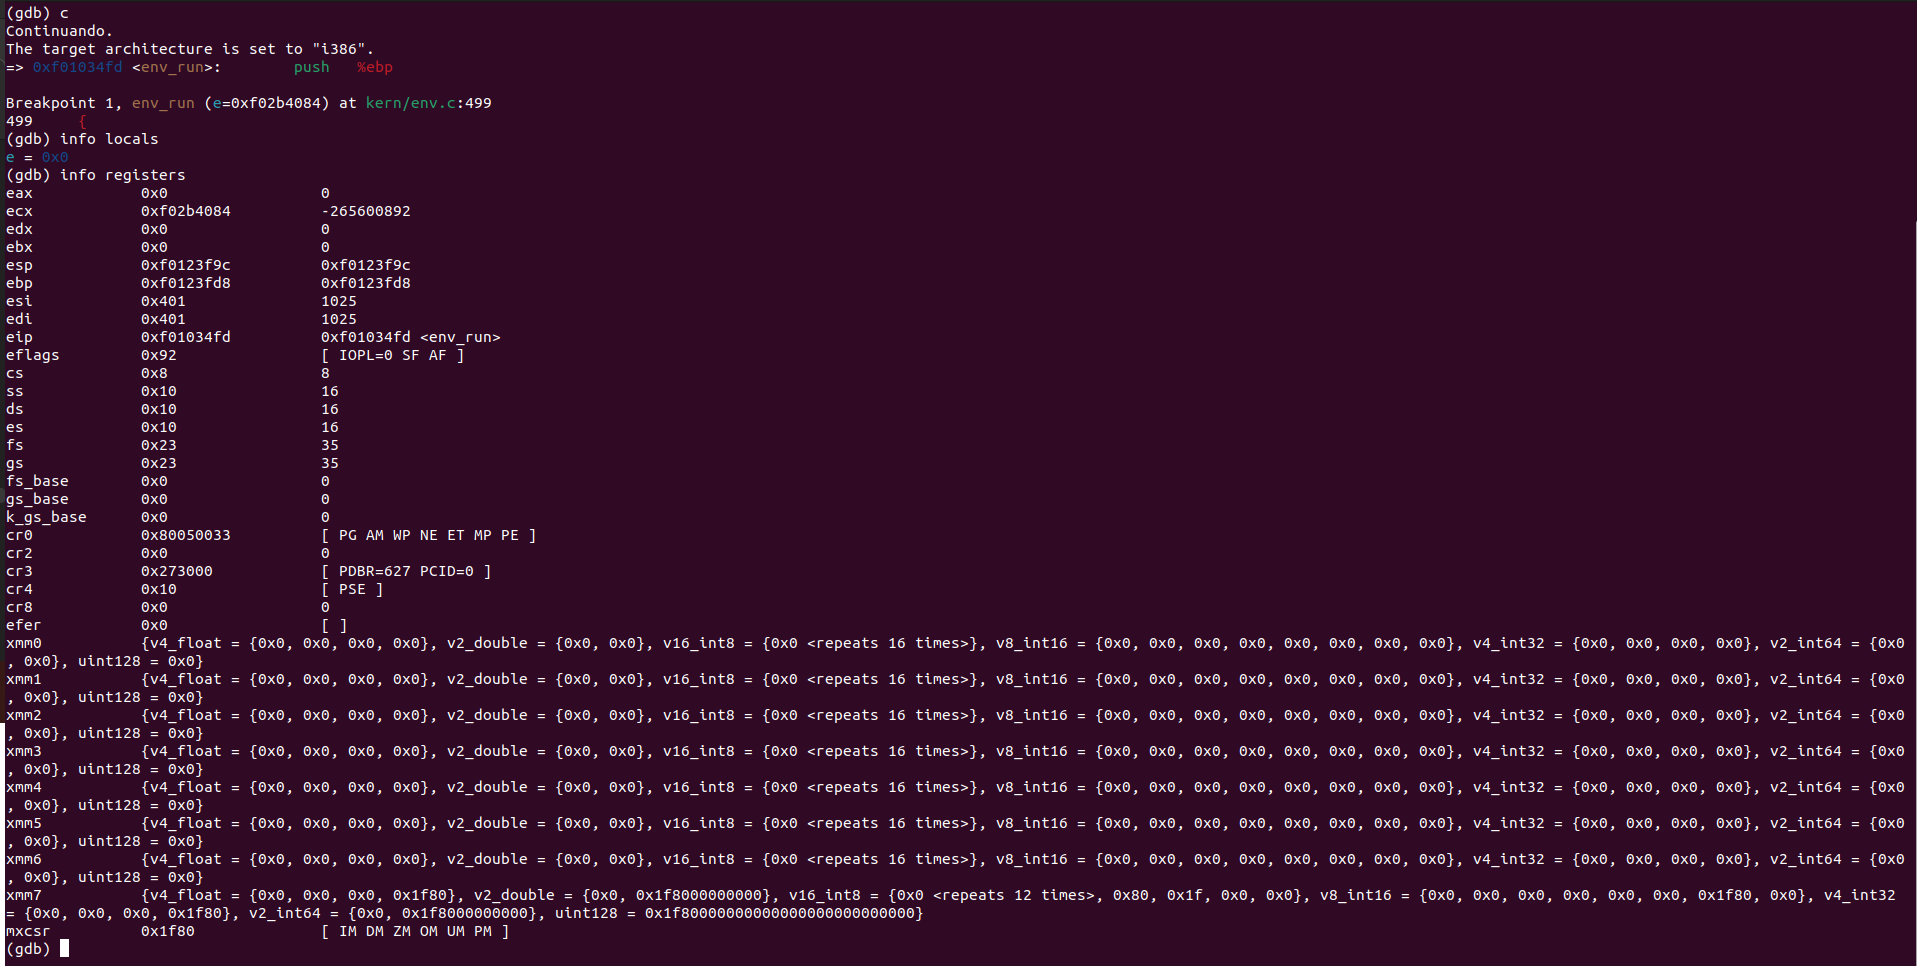 (gdb) c
Continuando.
The target architecture is set to "i386".
=> 0xf01034fd <env_run>:        push   %ebp

Breakpoint 1, env_run (e=0xf02b4084) at kern/env.c:499
499     {
(gdb) info locals
e = 0x0
(gdb) info registers
eax            0x0                 0
ecx            0xf02b4084          -265600892
edx            0x0                 0
ebx            0x0                 0
esp            0xf0123f9c          0xf0123f9c
ebp            0xf0123fd8          0xf0123fd8
esi            0x401               1025
edi            0x401               1025
eip            0xf01034fd          0xf01034fd <env_run>
eflags         0x92                [ IOPL=0 SF AF ]
cs             0x8                 8
ss             0x10                16
ds             0x10                16
es             0x10                16
fs             0x23                35
gs             0x23                35
fs_base        0x0                 0
gs_base        0x0                 0
k_gs_base      0x0                 0
cr0            0x80050033          [ PG AM WP NE ET MP PE ]
cr2            0x0                 0
cr3            0x273000            [ PDBR=627 PCID=0 ]
cr4            0x10                [ PSE ]
cr8            0x0                 0
efer           0x0                 [ ]
xmm0           {v4_float = {0x0, 0x0, 0x0, 0x0}, v2_double = {0x0, 0x0}, v16_int8 = {0x0 <repeats 16 times>}, v8_int16 = {0x0, 0x0, 0x0, 0x0, 0x0, 0x0, 0x0, 0x0}, v4_int32 = {0x0, 0x0, 0x0, 0x0}, v2_int64 = {0x0
, 0x0}, uint128 = 0x0}
xmm1           {v4_float = {0x0, 0x0, 0x0, 0x0}, v2_double = {0x0, 0x0}, v16_int8 = {0x0 <repeats 16 times>}, v8_int16 = {0x0, 0x0, 0x0, 0x0, 0x0, 0x0, 0x0, 0x0}, v4_int32 = {0x0, 0x0, 0x0, 0x0}, v2_int64 = {0x0
, 0x0}, uint128 = 0x0}
xmm2           {v4_float = {0x0, 0x0, 0x0, 0x0}, v2_double = {0x0, 0x0}, v16_int8 = {0x0 <repeats 16 times>}, v8_int16 = {0x0, 0x0, 0x0, 0x0, 0x0, 0x0, 0x0, 0x0}, v4_int32 = {0x0, 0x0, 0x0, 0x0}, v2_int64 = {0x0
, 0x0}, uint128 = 0x0}
xmm3           {v4_float = {0x0, 0x0, 0x0, 0x0}, v2_double = {0x0, 0x0}, v16_int8 = {0x0 <repeats 16 times>}, v8_int16 = {0x0, 0x0, 0x0, 0x0, 0x0, 0x0, 0x0, 0x0}, v4_int32 = {0x0, 0x0, 0x0, 0x0}, v2_int64 = {0x0
, 0x0}, uint128 = 0x0}
xmm4           {v4_float = {0x0, 0x0, 0x0, 0x0}, v2_double = {0x0, 0x0}, v16_int8 = {0x0 <repeats 16 times>}, v8_int16 = {0x0, 0x0, 0x0, 0x0, 0x0, 0x0, 0x0, 0x0}, v4_int32 = {0x0, 0x0, 0x0, 0x0}, v2_int64 = {0x0
, 0x0}, uint128 = 0x0}
xmm5           {v4_float = {0x0, 0x0, 0x0, 0x0}, v2_double = {0x0, 0x0}, v16_int8 = {0x0 <repeats 16 times>}, v8_int16 = {0x0, 0x0, 0x0, 0x0, 0x0, 0x0, 0x0, 0x0}, v4_int32 = {0x0, 0x0, 0x0, 0x0}, v2_int64 = {0x0
, 0x0}, uint128 = 0x0}
xmm6           {v4_float = {0x0, 0x0, 0x0, 0x0}, v2_double = {0x0, 0x0}, v16_int8 = {0x0 <repeats 16 times>}, v8_int16 = {0x0, 0x0, 0x0, 0x0, 0x0, 0x0, 0x0, 0x0}, v4_int32 = {0x0, 0x0, 0x0, 0x0}, v2_int64 = {0x0
, 0x0}, uint128 = 0x0}
xmm7           {v4_float = {0x0, 0x0, 0x0, 0x1f80}, v2_double = {0x0, 0x1f8000000000}, v16_int8 = {0x0 <repeats 12 times>, 0x80, 0x1f, 0x0, 0x0}, v8_int16 = {0x0, 0x0, 0x0, 0x0, 0x0, 0x0, 0x1f80, 0x0}, v4_int32 
= {0x0, 0x0, 0x0, 0x1f80}, v2_int64 = {0x0, 0x1f8000000000}, uint128 = 0x1f80000000000000000000000000}
mxcsr          0x1f80              [ IM DM ZM OM UM PM ]
(gdb)